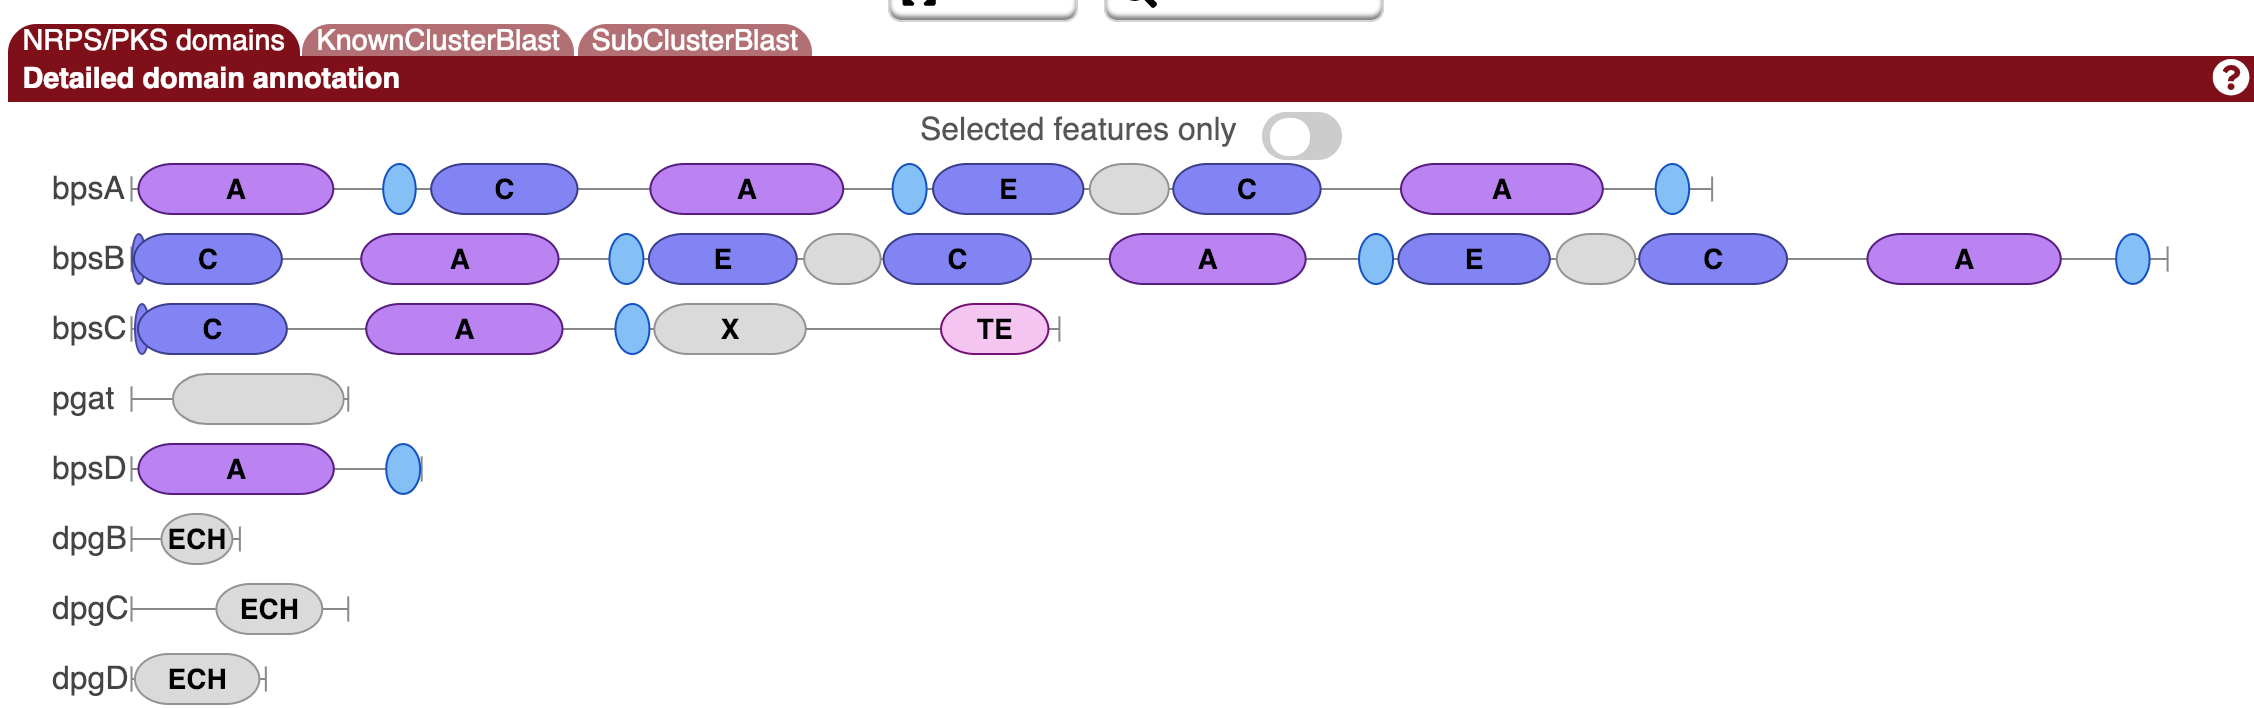 NRPS/PKS domains KnownClusterBlast SubClusterBlast
Detailed domain annotation ?
Selected features only
bpsA A C A E C A
bpsB C A E C A E C A
bpsC C A X TE
pgat
bpsD A
dpgB ECH
dpgC ECH
dpgD ECH